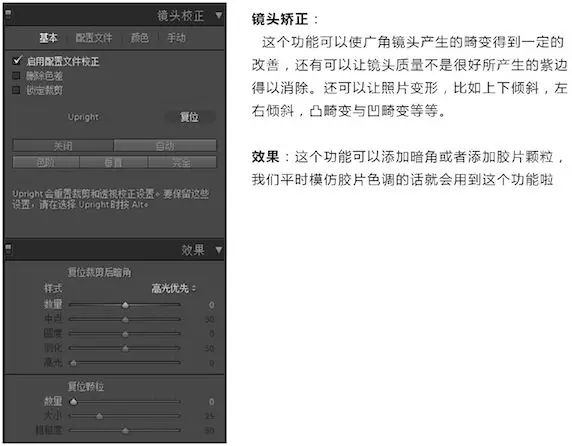 镜头校正
基本 配置文件 颜色 手动
启用配置文件校正
删除色差
锁定裁剪
Upright 复位
关闭 自动
色阶 垂直 完全
Upright 会重置裁剪和透视校正设置。要保留这些
设置，请在选择 Upright 时按 Alt。
效果
复位裁剪后暗角
样式 高光优先
数量 0
中点 50
圆度 0
羽化 50
高光 0
复位颗粒
数量 0
大小 25
粗糙度 50
镜头矫正：
这个功能可以使广角镜头产生的畸变得到一定的
改善，还有可以让镜头质量不是很好所产生的紫边
得以消除。还可以让照片变形，比如上下倾斜，左
右倾斜，凸畸变与凹畸变等等。
效果：这个功能可以添加暗角或者添加胶片颗粒，
我们平时模仿胶片色调的话就会用到这个功能啦